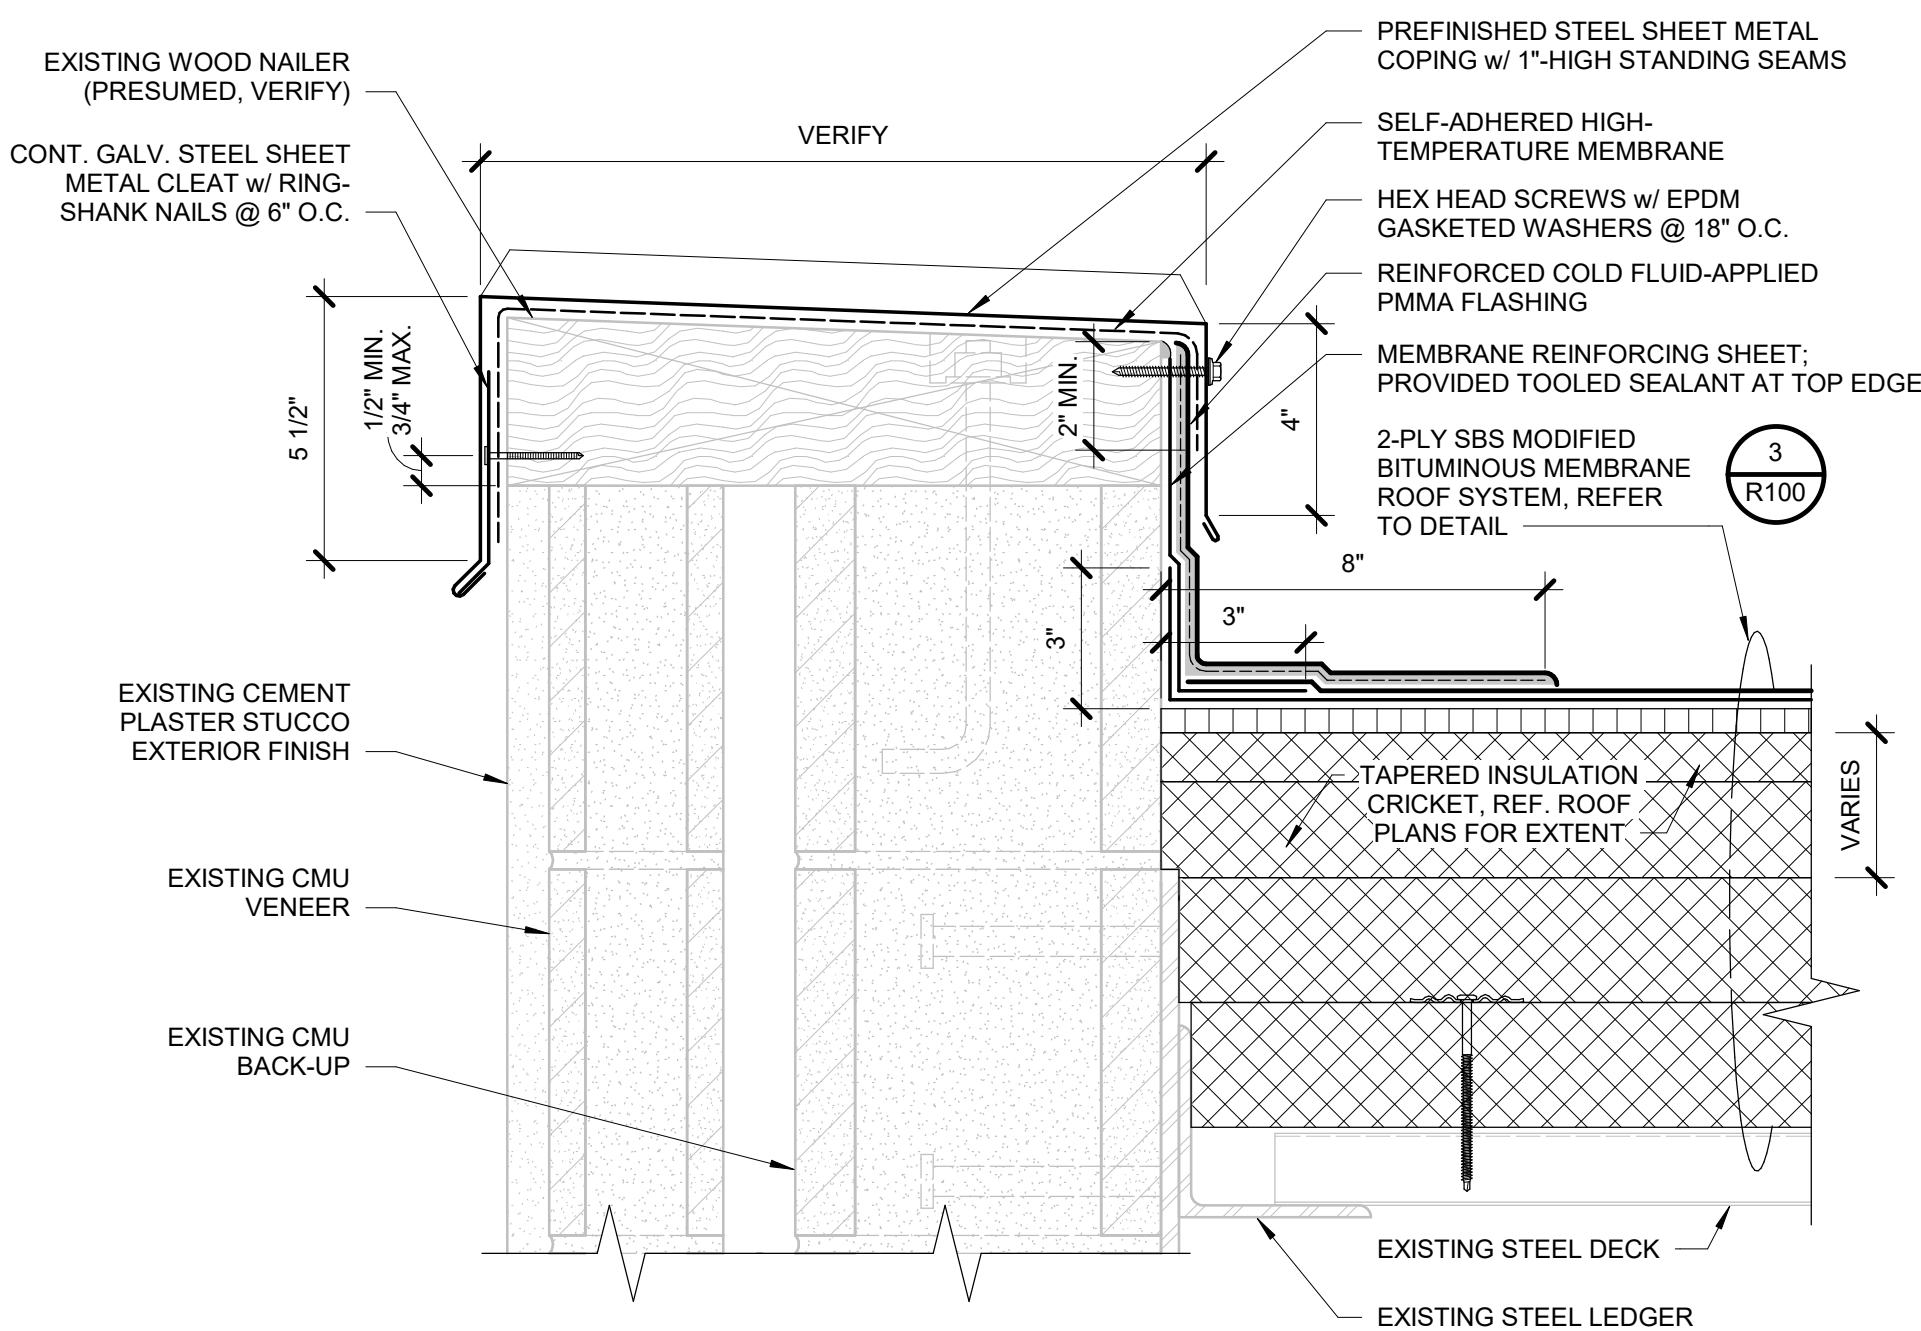 EXISTING WOOD NAILER
(PRESUMED, VERIFY)
CONT. GALV. STEEL SHEET
METAL CLEAT w/ RING-
SHANK NAILS @ 6" O.C.
VERIFY
PREFINISHED STEEL SHEET METAL
COPING w/ 1"-HIGH STANDING SEAMS
SELF-ADHERED HIGH-
TEMPERATURE MEMBRANE
HEX HEAD SCREWS w/ EPDM
GASKETED WASHERS @ 18" O.C.
REINFORCED COLD FLUID-APPLIED
PMMA FLASHING
MEMBRANE REINFORCING SHEET;
PROVIDED TOOLED SEALANT AT TOP EDGE
2-PLY SBS MODIFIED
BITUMINOUS MEMBRANE
ROOF SYSTEM, REFER
TO DETAIL
3
R100
5 1/2"
1/2" MIN.
3/4" MAX.
2" MIN.
4"
8"
3"
3"
EXISTING CEMENT
PLASTER STUCCO
EXTERIOR FINISH
TAPERED INSULATION
CRICKET, REF. ROOF
PLANS FOR EXTENT
VARIES
EXISTING CMU
VENEER
EXISTING CMU
BACK-UP
EXISTING STEEL DECK
EXISTING STEEL LEDGER